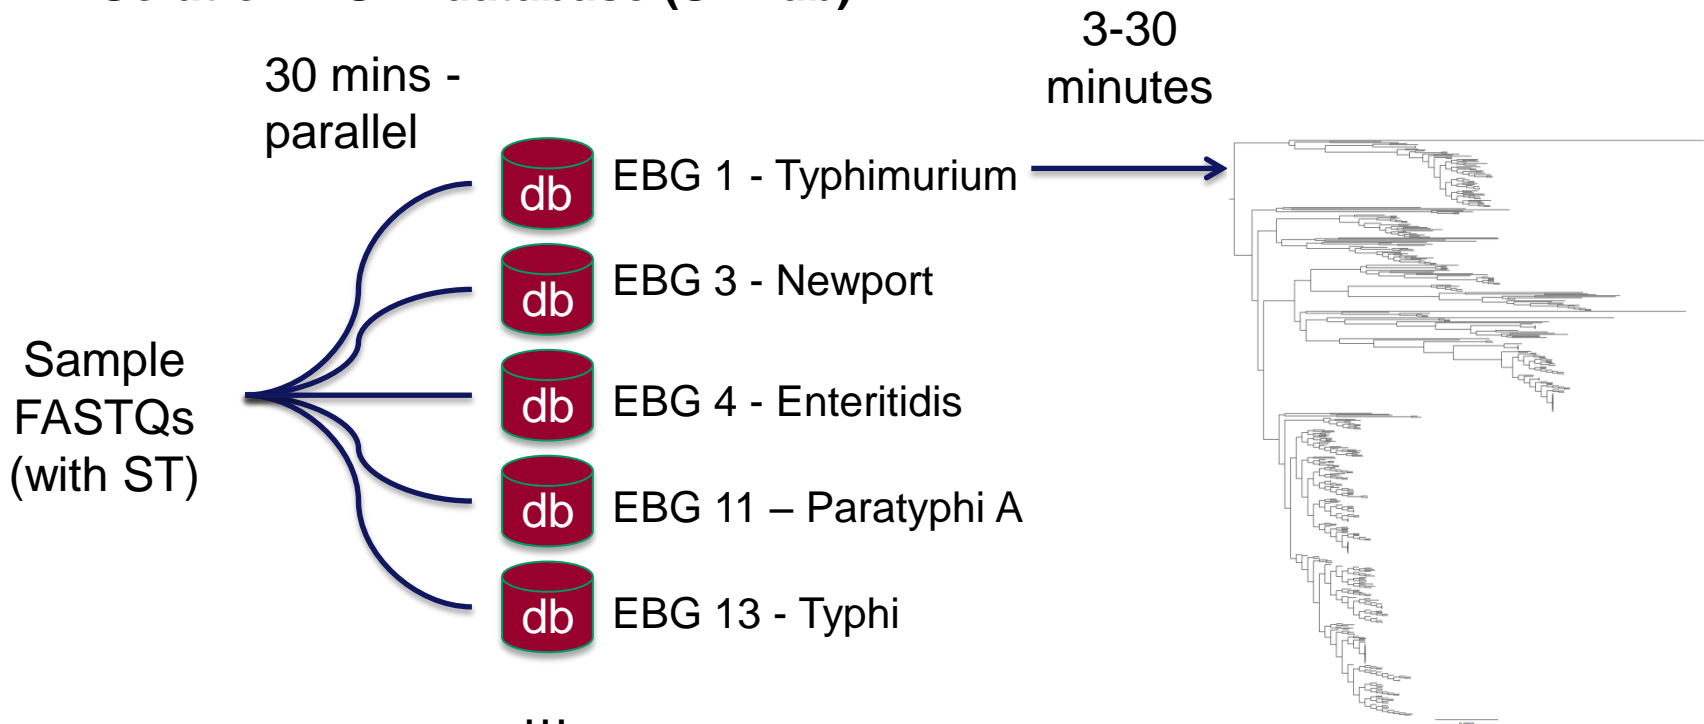 3-30
minutes
30 mins -
parallel
db
EBG 1 - Typhimurium
db
EBG 3 - Newport
Sample
FASTQs
(with ST)
db
EBG 4 - Enteritidis
db
EBG 11 – Paratyphi A
db
EBG 13 - Typhi
...